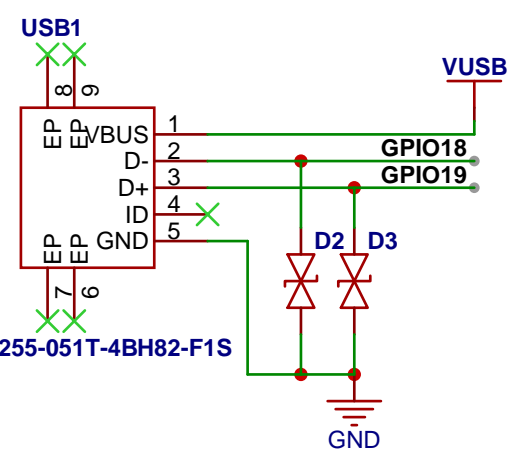 USB1
VUSB
8 9
EP EP
VBUS 1
D- 2 GPIO18
D+ 3 GPIO19
ID 4
GND 5
D2 D3
EP EP
7 6
255-051T-4BH82-F1S
GND